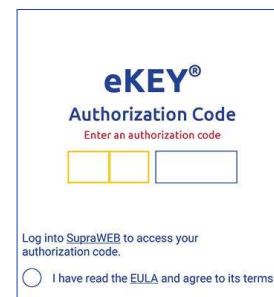 eKEY®
Authorization Code
Enter an authorization code
Log into SupraWEB to access your
authorization code.
I have read the EULA and agree to its terms